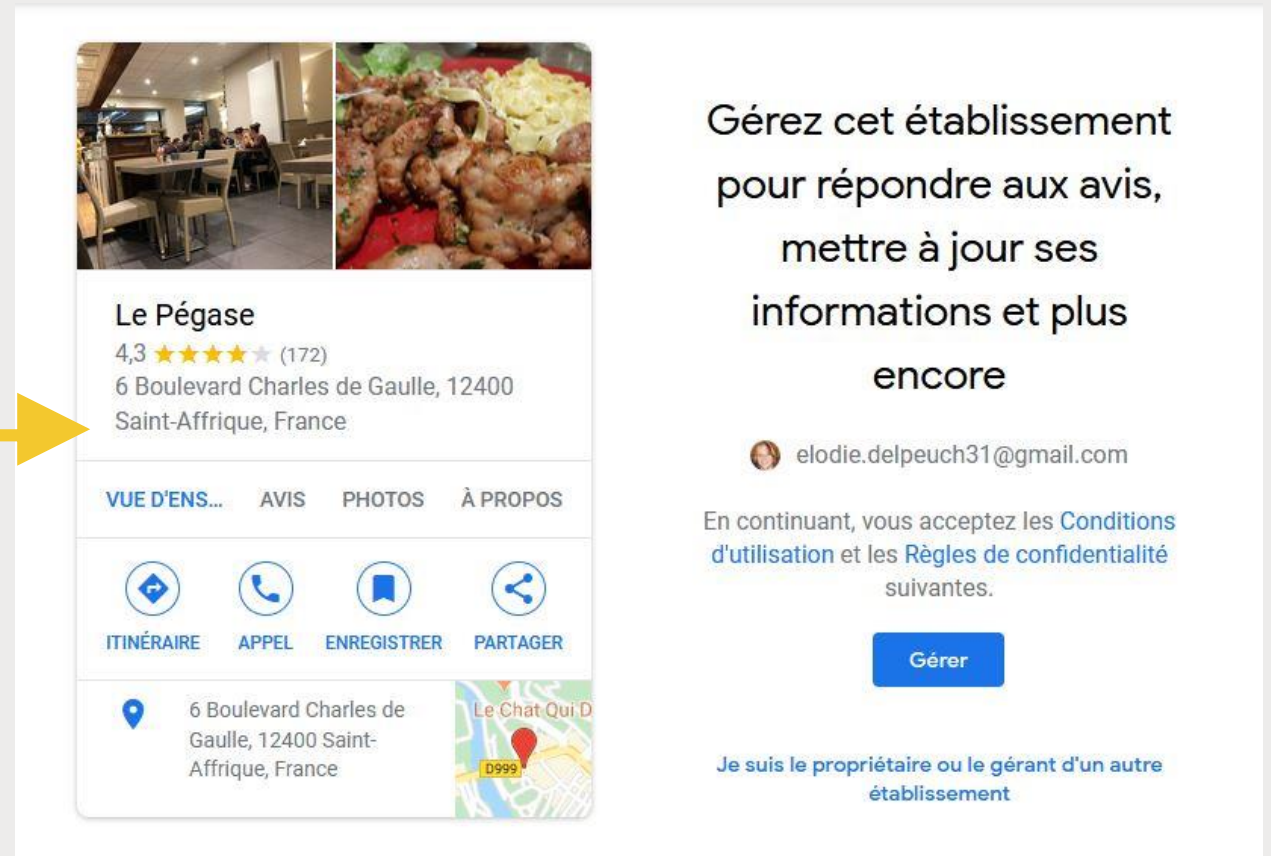 Le Pégase
4,3 (172)
6 Boulevard Charles de Gaulle, 12400
Saint-Affrique, France
VUE D'ENS...
AVIS
PHOTOS
À PROPOS
ITINÉRAIRE
APPEL
ENREGISTRER
PARTAGER
6 Boulevard Charles de
Gaulle, 12400 Saint-
Affrique, France
Le Chat Qui D
D999
Gérez cet établissement
pour répondre aux avis,
mettre à jour ses
informations et plus
encore
elodie.delpeuch31@gmail.com
En continuant, vous acceptez les Conditions
d'utilisation et les Règles de confidentialité
suivantes.
Gérer
Je suis le propriétaire ou le gérant d'un autre
établissement